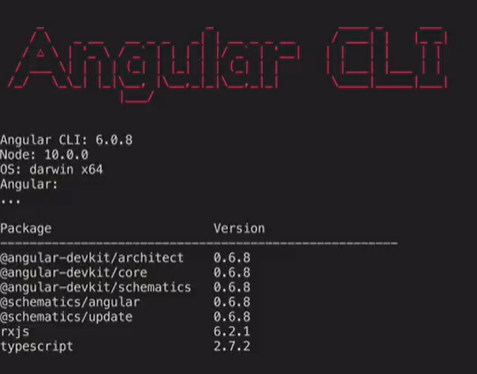 Angular CLI
Angular CLI: 6.0.8
Node: 10.0.0
OS: darwin x64
Angular:
...
Package Version
------------------------------------------------------
@angular-devkit/architect 0.6.8
@angular-devkit/core 0.6.8
@angular-devkit/schematics 0.6.8
@schematics/angular 0.6.8
@schematics/update 0.6.8
rxjs 6.2.1
typescript 2.7.2